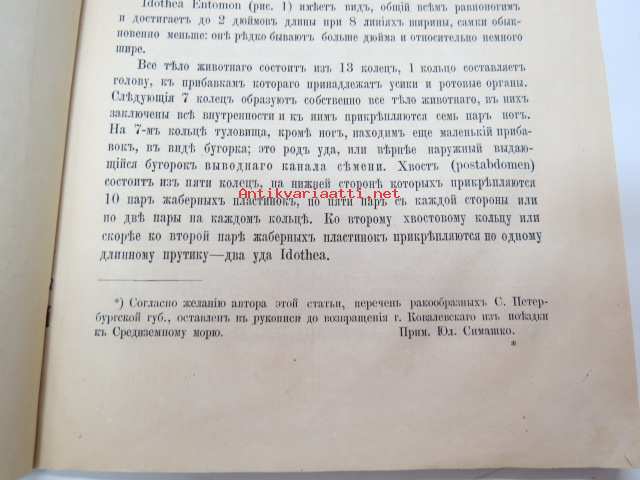 Idothea Entomon (рис. 1) имѣетъ видъ, общій всѣмъ равноногимъ
и достигаетъ до 2 дюймовъ длины при 8 линіяхъ ширины, самки обык-
новенно меньше: онѣ рѣдко бываютъ больше дюйма и относительно немного
шире.
Все тѣло животнаго состоитъ изъ 13 колецъ, 1 кольцо составляетъ
голову, къ прибавкамъ котораго принадлежатъ усики и ротовые органы.
Слѣдующія 7 колецъ образуютъ собственно все тѣло животнаго, въ нихъ
заключены всѣ внутренности и къ нимъ прикрѣпляются семь паръ ногъ.
На 7-мъ кольцѣ туловища, кромѣ ногъ, находимъ еще маленькій приба-
вокъ, въ видѣ бугорка; это родъ уда, или вѣрнѣе наружный выдаю-
щійся бугорокъ выводнаго канала сѣмени. Хвостъ (postabdomen)
состоитъ изъ пяти колецъ, на нижней сторонѣ которыхъ прикрѣпляются
10 паръ жаберныхъ пластинокъ, по пяти паръ съ каждой стороны или
по двѣ пары на каждомъ кольцѣ. Ко второму хвостовому кольцу или
скорѣе ко второй парѣ жаберныхъ пластинокъ прикрѣпляются по одному
длинному прутику—два уда Idothea.
Antikvariaatti.net
*) Согласно желанію автора этой статьи, перечень ракообразныхъ С. Петер-
бургской губ., оставленъ въ рукописи до возвращенія г. Ковалевскаго изъ поѣздки
къ Средиземному морю. Прим. Юл. Симашко.
*